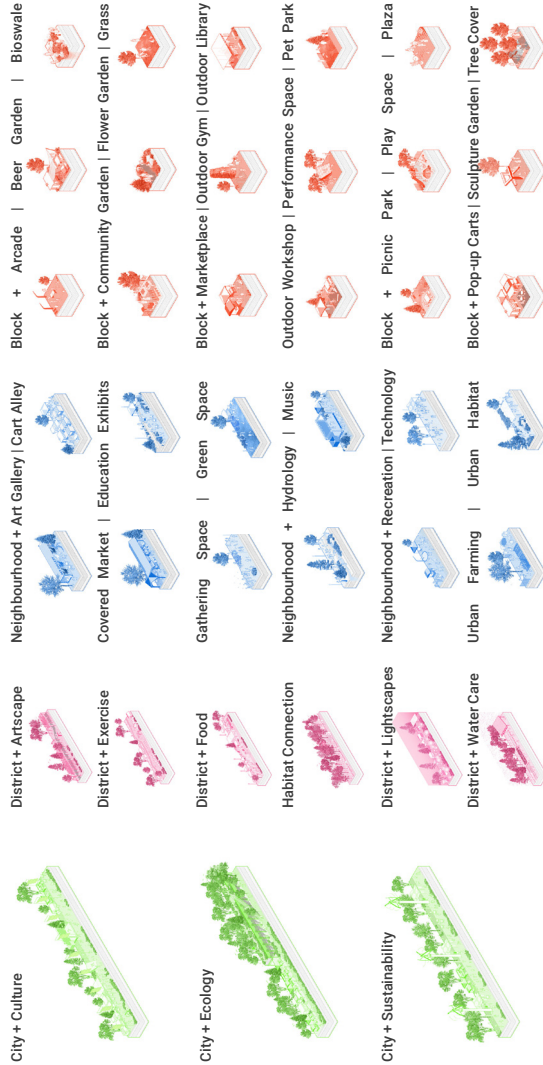 City + Culture
District + Artscape
Neighbourhood + Art Gallery | Cart Alley
Block + Arcade | Beer Garden | Bioswale
District + Exercise
Covered Market | Education Exhibits
Block + Community Garden | Flower Garden | Grass
City + Ecology
District + Food
Gathering Space | Green Space
Block + Marketplace | Outdoor Gym | Outdoor Library
Habitat Connection
Neighbourhood + Hydrology | Music
Outdoor Workshop | Performance Space | Pet Park
City + Sustainability
District + Lightscapes
Neighbourhood + Recreation | Technology
Block + Picnic Park | Play Space | Plaza
District + Water Care
Urban Farming | Urban Habitat
Block + Pop-up Carts | Sculpture Garden | Tree Cover